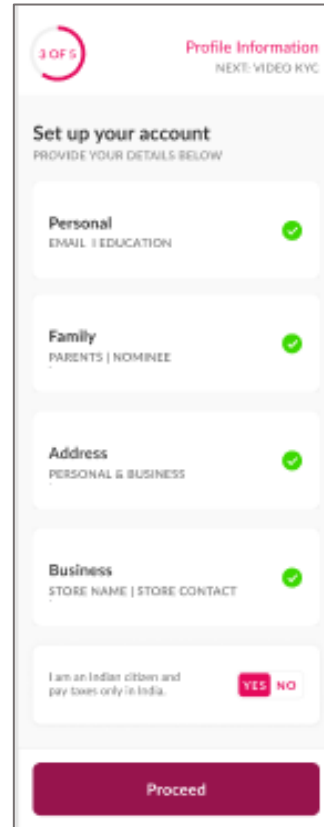 3 OF 5
Profile Information
NEXT: VIDEO KYC
Set up your account
PROVIDE YOUR DETAILS BELOW
Personal
EMAIL I EDUCATION
Family
PARENTS | NOMINEE
Address
PERSONAL & BUSINESS
Business
STORE NAME | STORE CONTACT
I am an Indian citizen and
pay taxes only in India.
YES NO
Proceed